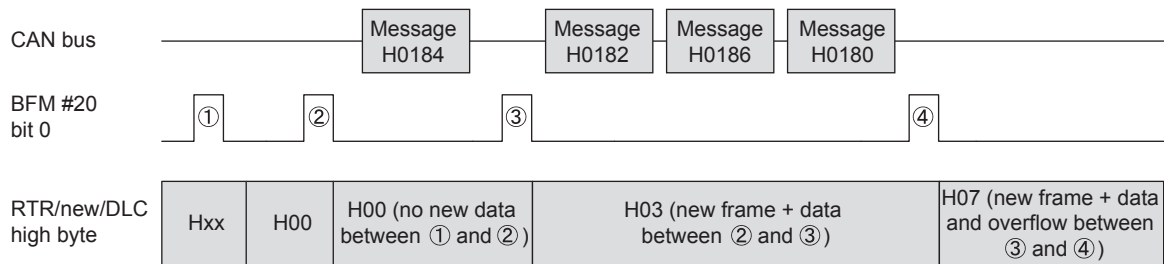 CAN bus
Message
H0184
Message
H0182
Message
H0186
Message
H0180
BFM #20
bit 0
①
②
③
④
RTR/new/DLC
high byte
Hxx
H00
H00 (no new data
between ① and ②)
H03 (new frame + data
between ② and ③)
H07 (new frame + data
and overflow between
③ and ④)